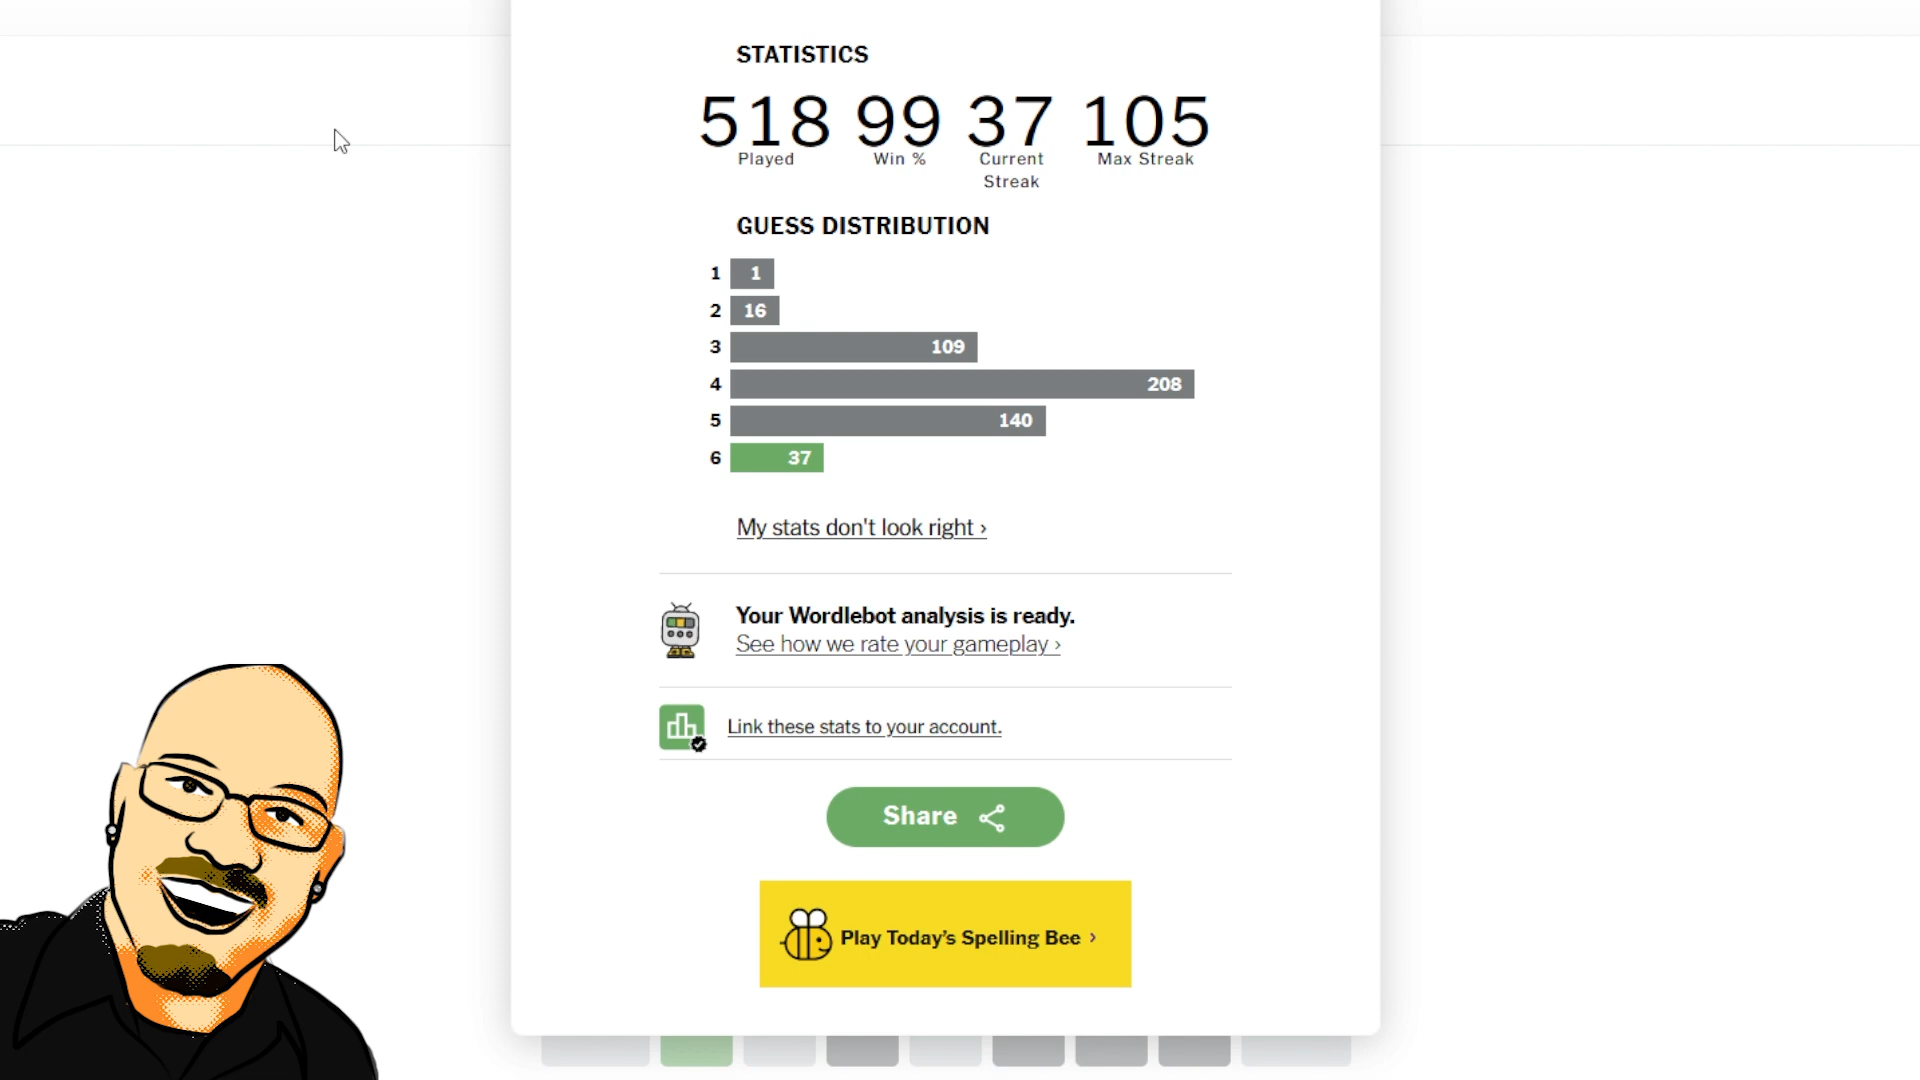 STATISTICS
518 99 37 105
Played Win % Current Streak Max Streak
GUESS DISTRIBUTION
1 1
2 16
3 109
4 208
5 140
6 37
My stats don't look right ›
Your Wordlebot analysis is ready.
See how we rate your gameplay ›
Link these stats to your account.
Share
Play Today’s Spelling Bee ›